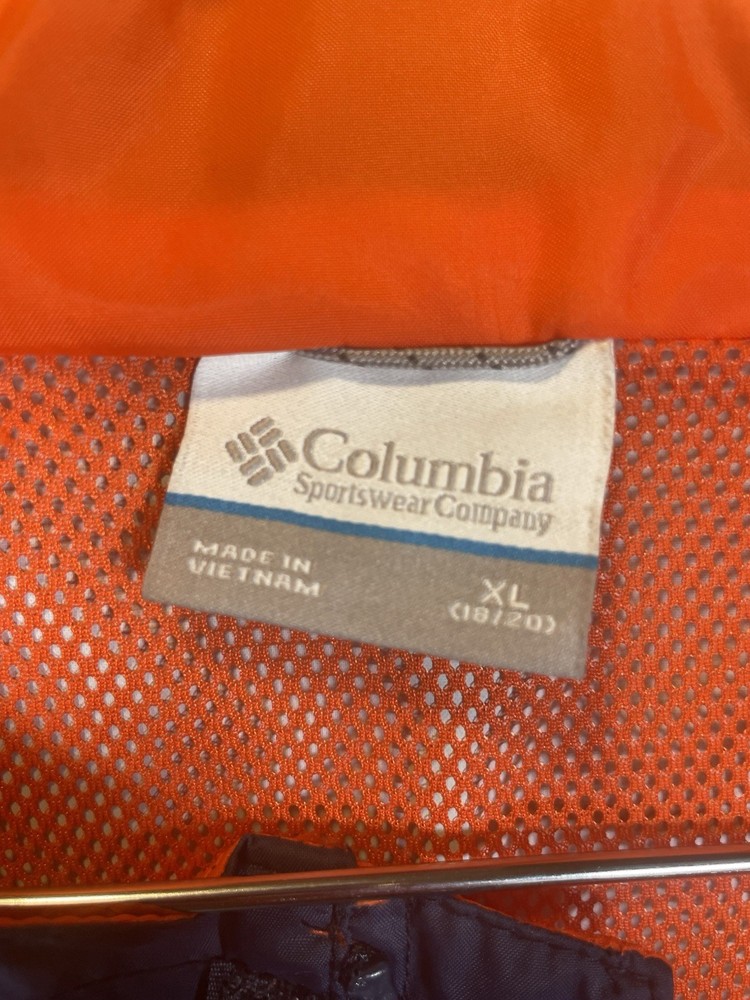 Columbia
Sportswear Company
MADE IN
VIETNAM
XL
(18/20)